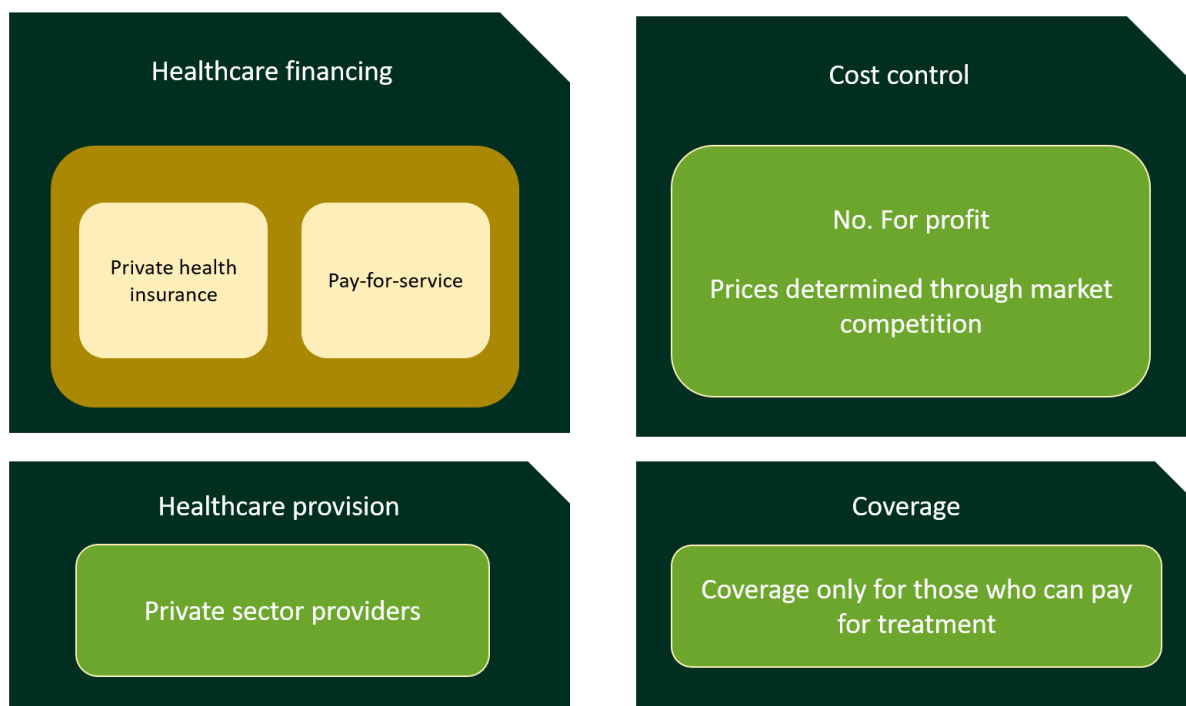 Healthcare financing
Private health
insurance
Pay-for-service
Cost control
No. For profit
Prices determined through market
competition
Healthcare provision
Private sector providers
Coverage
Coverage only for those who can pay
for treatment